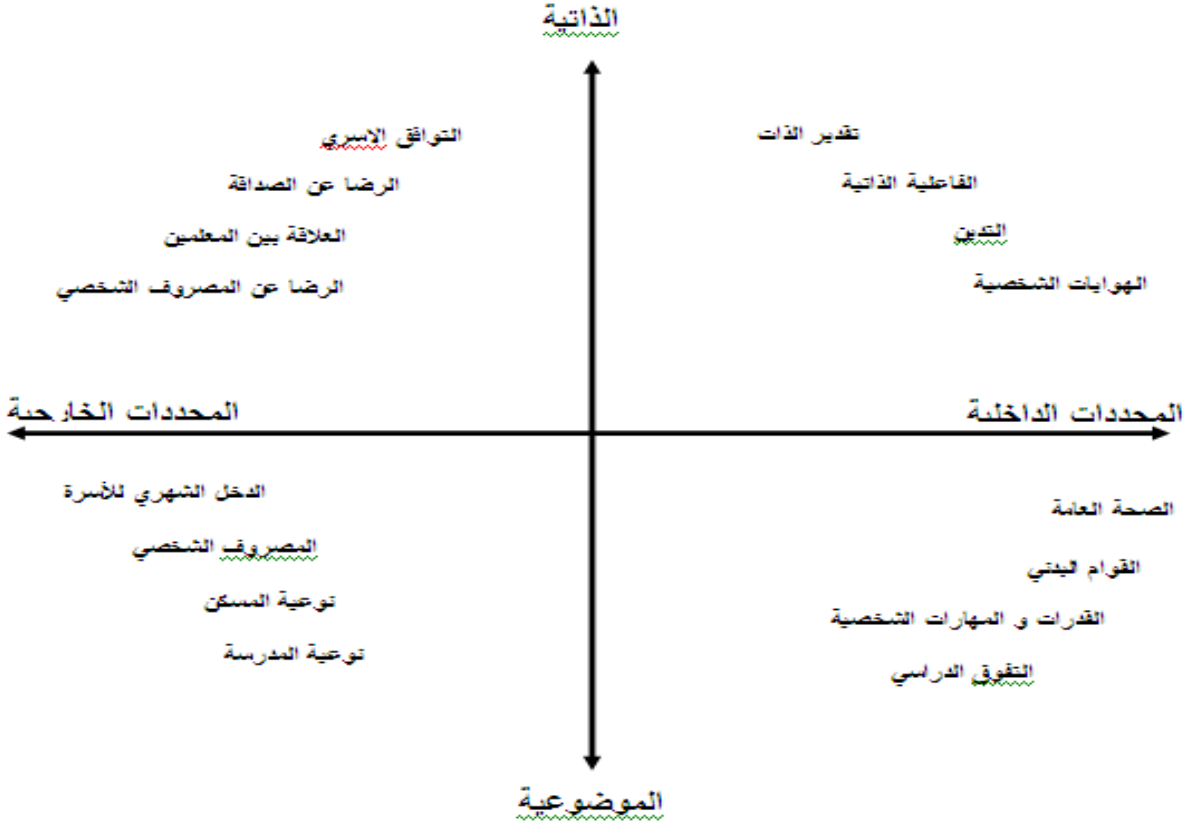 الذاتية
تقدير الذات
الفاعلية الذاتية
التدين
الهوايات الشخصية
التوافق الاسري
الرضا عن الصداقة
العلاقة بين المعلمين
الرضا عن المصروف الشخصي
المحددات الداخلية
المحددات الخارجية
الصحة العامة
القوام البدني
القدرات و المهارات الشخصية
التفوق الدراسي
الدخل الشهري للأسرة
المصروف الشخصي
نوعية المسكن
نوعية المدرسة
الموضوعية